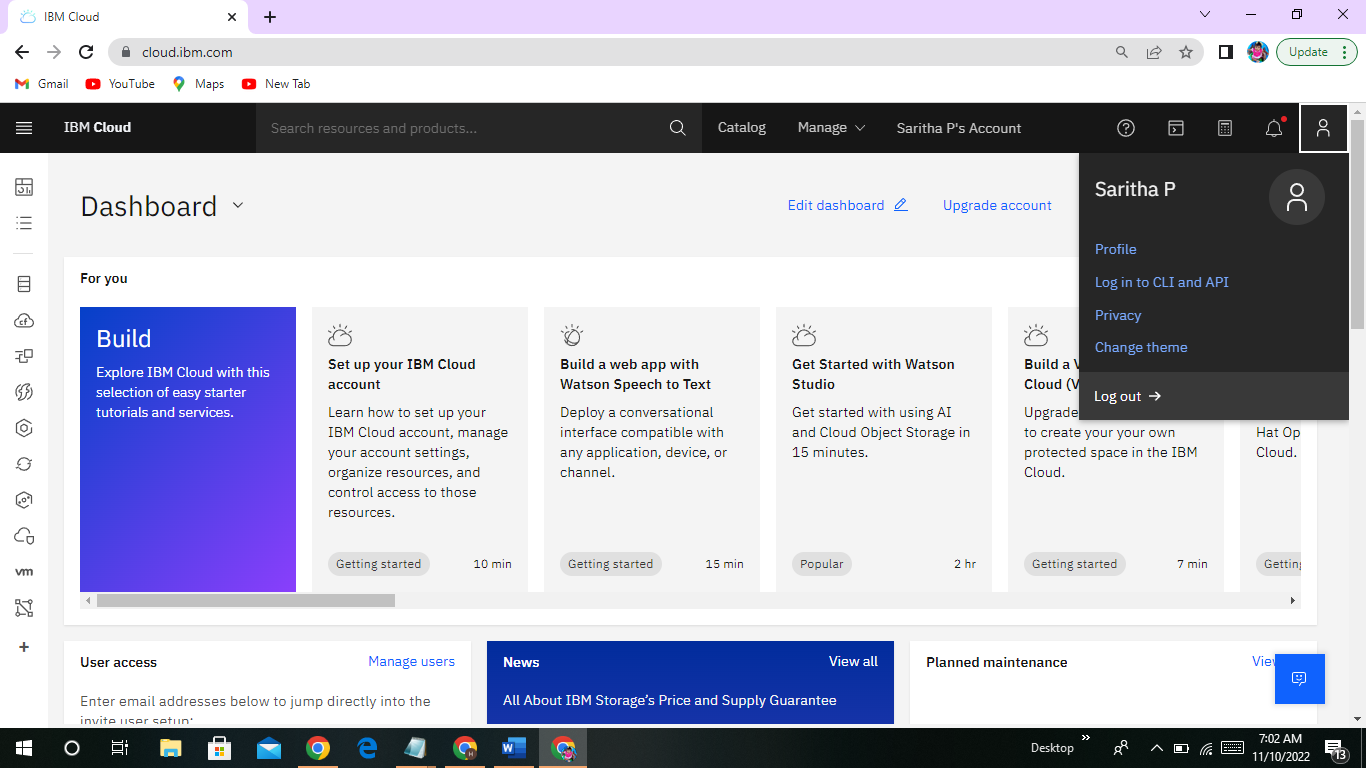 IBM Cloud
cloud.ibm.com
Update
Gmail
YouTube
Maps
New Tab
IBM Cloud
Search resources and products...
Catalog
Manage
Saritha P's Account
Saritha P
Profile
Log in to CLI and API
Privacy
Change theme
Log out
Dashboard
Edit dashboard
Upgrade account
For you
Build
Explore IBM Cloud with this
selection of easy starter
tutorials and services.
Set up your IBM Cloud
account
Learn how to set up your
IBM Cloud account, manage
your account settings,
organize resources, and
control access to those
resources.
Getting started
10 min
Build a web app with
Watson Speech to Text
Deploy a conversational
interface compatible with
any application, device, or
channel.
Getting started
15 min
Get Started with Watson
Studio
Get started with using AI
and Cloud Object Storage in
15 minutes.
Popular
2 hr
Build a V
Cloud (V
Upgrade
to create your your own
protected space in the IBM
Cloud.
Getting started
7 min
Hat Op
Cloud.
Getting
User access
Manage users
Enter email addresses below to jump directly into the
invite user setup:
News
View all
All About IBM Storage's Price and Supply Guarantee
Planned maintenance
View
cf
vm
Desktop
7:02 AM
11/10/2022
13